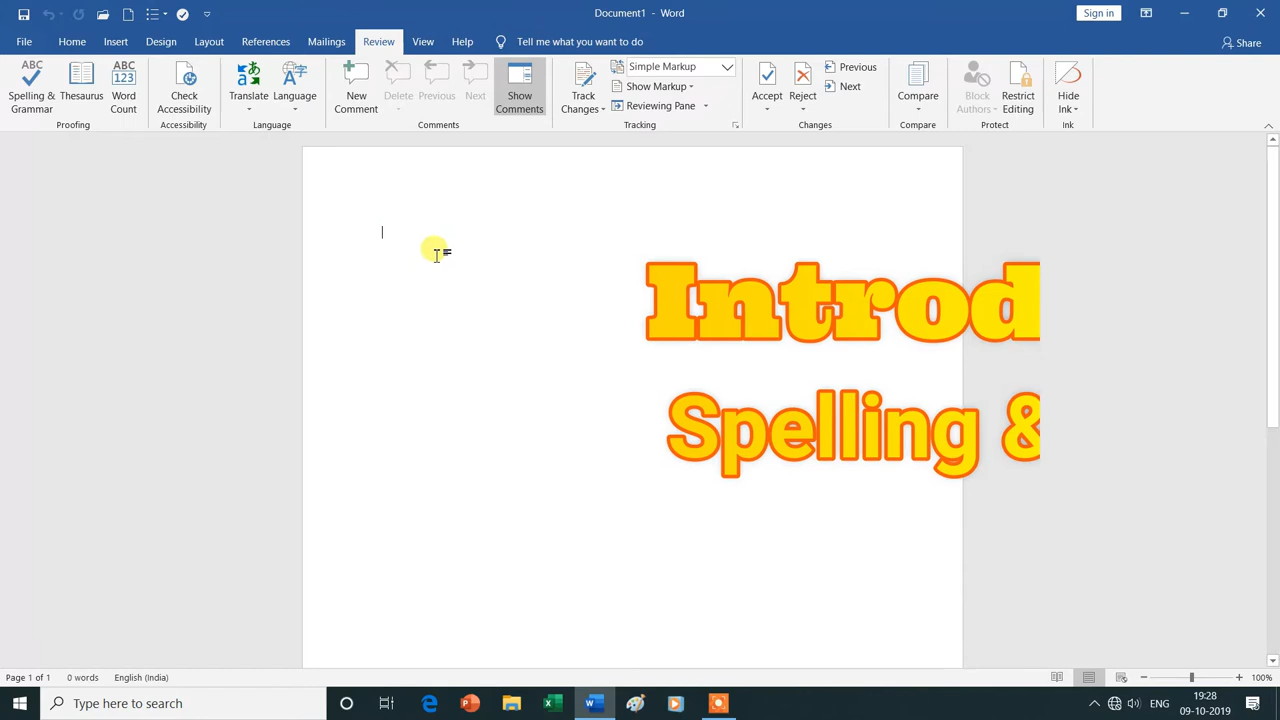 Document1 - Word
Sign in
File Home Insert Design Layout References Mailings Review View Help Tell me what you want to do Share
Spelling & Grammar
Thesaurus
Word Count
Check Accessibility
Translate
Language
New Comment
Delete
Previous
Next
Show Comments
Track Changes
Simple Markup
Show Markup
Reviewing Pane
Accept
Reject
Previous
Next
Compare
Block Authors
Restrict Editing
Hide Ink
Proofing Accessibility Language Comments Tracking Changes Compare Protect Ink
Introd
Spelling &
Page 1 of 1 0 words English (India) 100%
Type here to search
ENG
19:28
09-10-2019